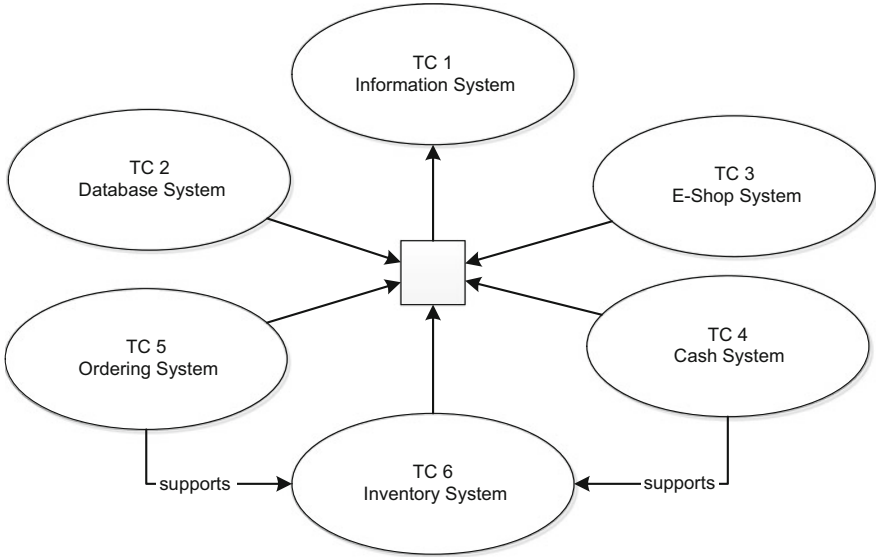 TC 1
Information System
TC 2
Database System
TC 3
E-Shop System
TC 5
Ordering System
TC 4
Cash System
TC 6
Inventory System
supports
supports